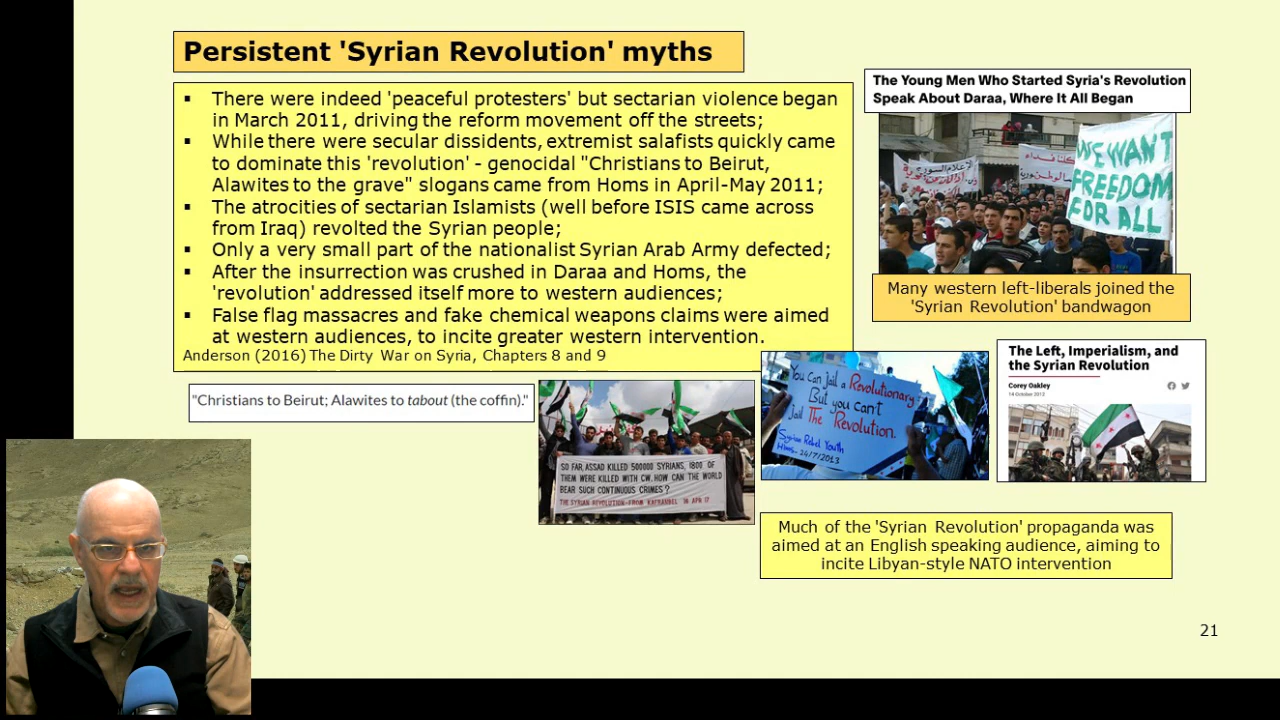 Persistent 'Syrian Revolution' myths
▪ There were indeed 'peaceful protesters' but sectarian violence began
in March 2011, driving the reform movement off the streets;
▪ While there were secular dissidents, extremist salafists quickly came
to dominate this 'revolution' - genocidal "Christians to Beirut,
Alawites to the grave" slogans came from Homs in April-May 2011;
▪ The atrocities of sectarian Islamists (well before ISIS came across
from Iraq) revolted the Syrian people;
▪ Only a very small part of the nationalist Syrian Arab Army defected;
▪ After the insurrection was crushed in Daraa and Homs, the
'revolution' addressed itself more to western audiences;
▪ False flag massacres and fake chemical weapons claims were aimed
at western audiences, to incite greater western intervention.
Anderson (2016) The Dirty War on Syria, Chapters 8 and 9
"Christians to Beirut; Alawites to tabout (the coffin)."
The Young Men Who Started Syria's Revolution
Speak About Daraa, Where It All Began
WE WANT
FREEDOM
FOR ALL
Many western left-liberals joined the
'Syrian Revolution' bandwagon
SO FAR, ASSAD KILLED 500000 SYRIANS, 1800 OF
THEM WERE KILLED WITH CW. HOW CAN THE WORLD
BEAR SUCH CONTINUOUS CRIMES?
THE SYRIAN REVOLUTION-FROM KAFRANBEL 16 APR 17
You can jail a Revolutionary
But you can't
jail The Revolution.
Syrian Rebel Youth
Homs 24/7/2013
The Left, Imperialism, and
the Syrian Revolution
Corey Oakley
14 October 2012
Much of the 'Syrian Revolution' propaganda was
aimed at an English speaking audience, aiming to
incite Libyan-style NATO intervention
21